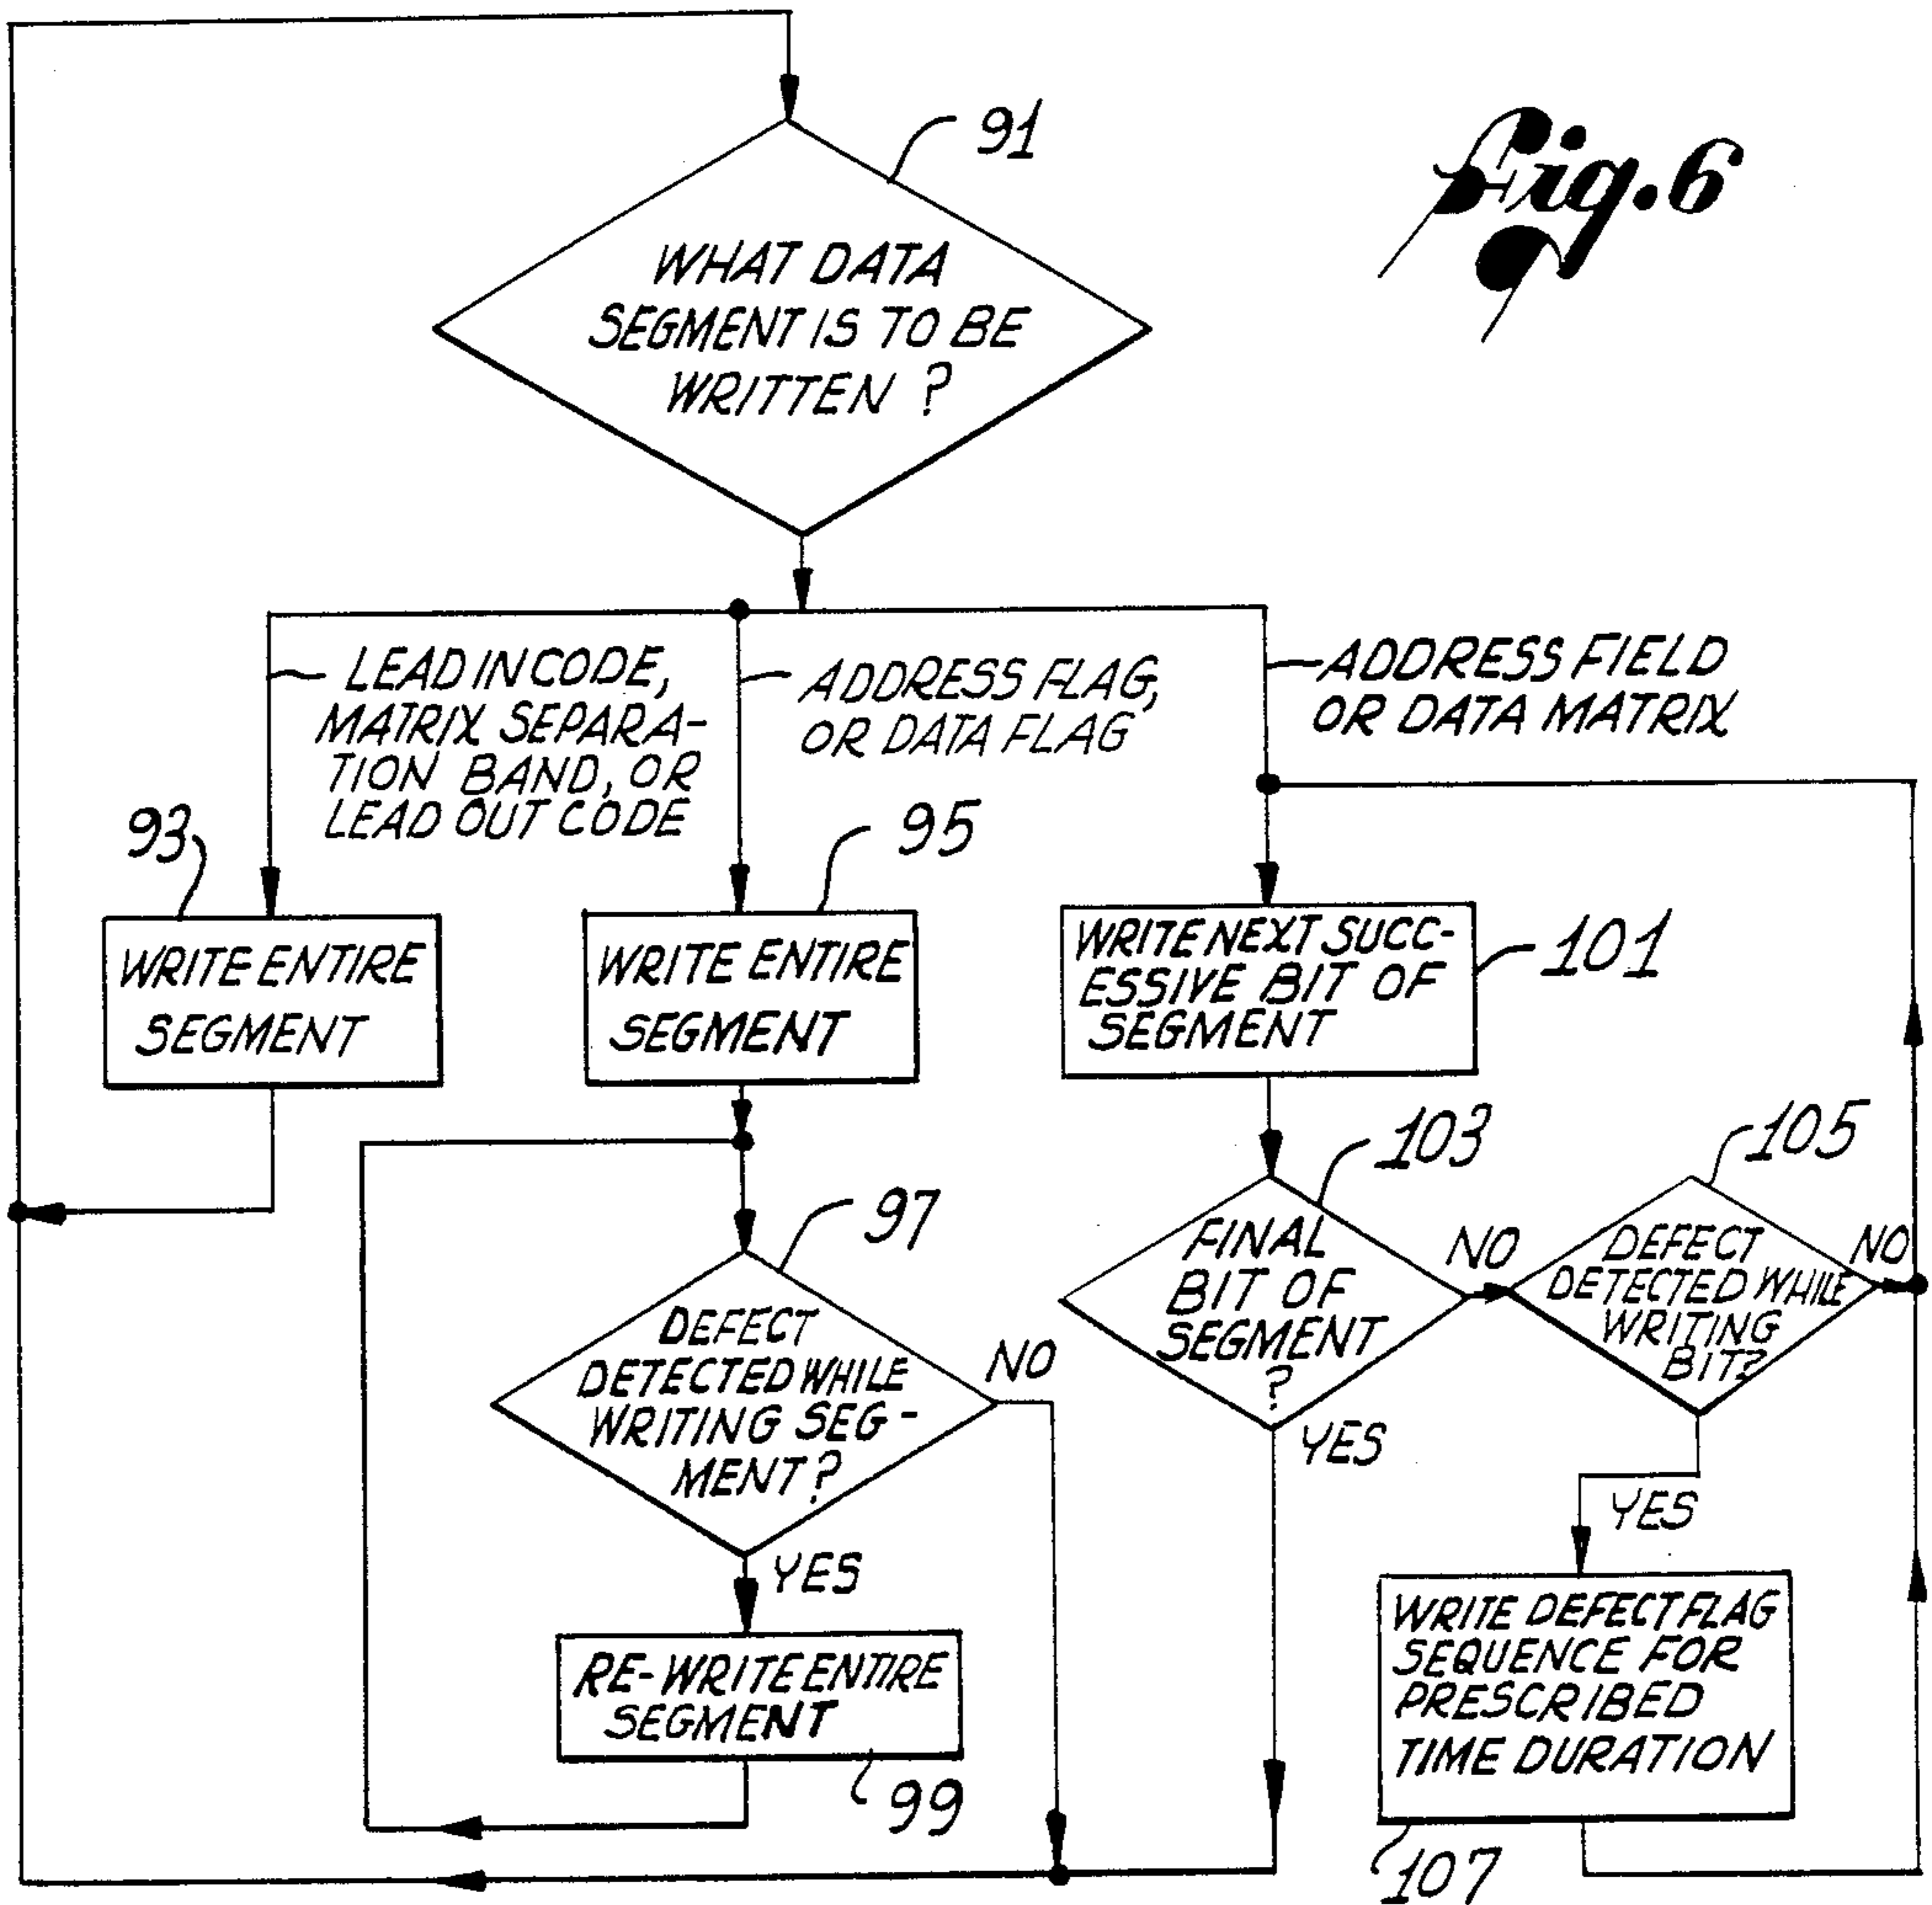 Fig.6
91
WHAT DATA
SEGMENT IS TO BE
WRITTEN ?
LEAD IN CODE,
MATRIX SEPARA-
TION BAND, OR
LEAD OUT CODE
ADDRESS FLAG,
OR DATA FLAG
ADDRESS FIELD
OR DATA MATRIX
93
WRITE ENTIRE
SEGMENT
95
WRITE ENTIRE
SEGMENT
WRITE NEXT SUCC-
ESSIVE BIT OF
SEGMENT
101
97
DEFECT
DETECTED WHILE
WRITING SEG-
MENT?
NO
YES
RE-WRITE ENTIRE
SEGMENT
99
103
FINAL
BIT OF
SEGMENT
?
NO
YES
105
DEFECT
DETECTED WHILE
WRITING
BIT?
NO
YES
WRITE DEFECT FLAG
SEQUENCE FOR
PRESCRIBED
TIME DURATION
107